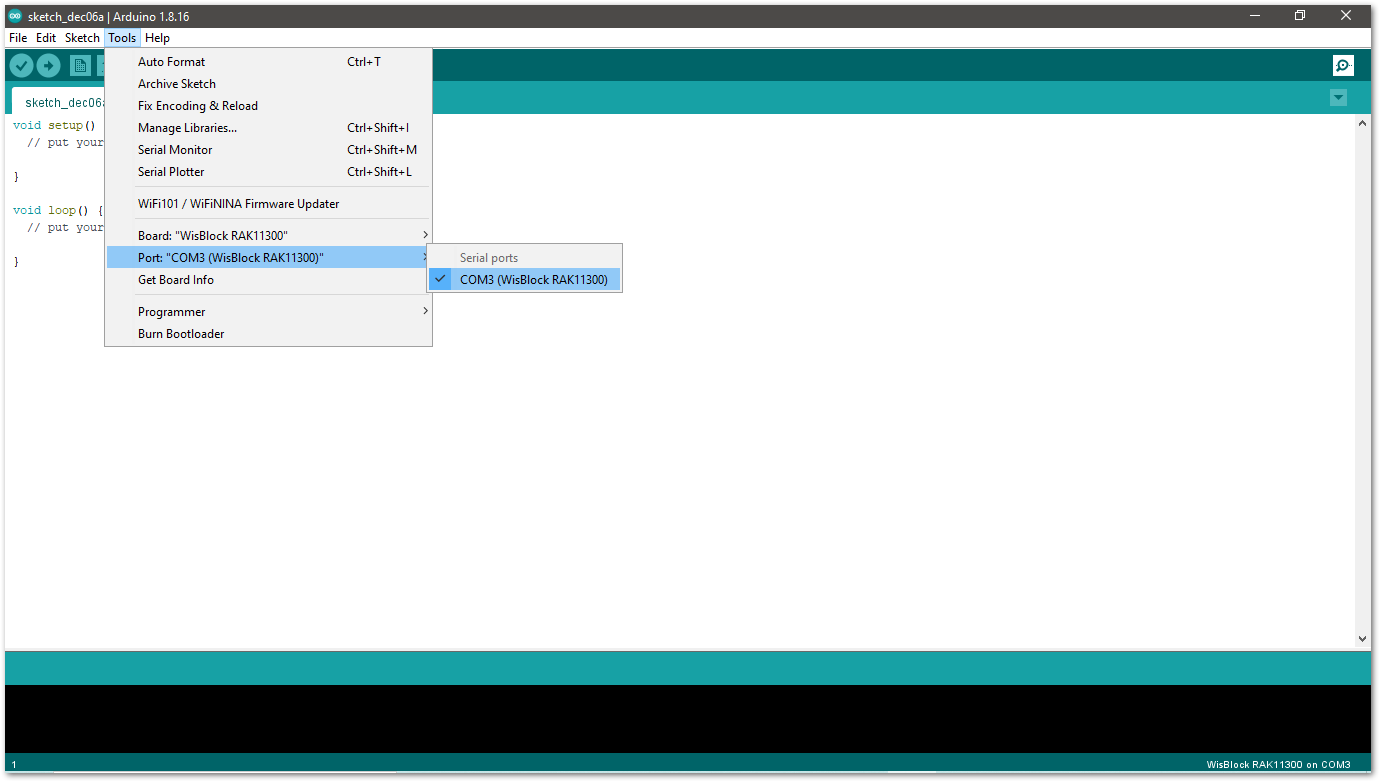 sketch_dec06a | Arduino 1.8.16
File Edit Sketch Tools Help
sketch_dec06a
void setup()
// put your
}
void loop() {
// put your
}
Auto Format Ctrl+T
Archive Sketch
Fix Encoding & Reload
Manage Libraries... Ctrl+Shift+I
Serial Monitor Ctrl+Shift+M
Serial Plotter Ctrl+Shift+L
WiFi101 / WiFiNINA Firmware Updater
Board: "WisBlock RAK11300"
Port: "COM3 (WisBlock RAK11300)"
Get Board Info
Programmer
Burn Bootloader
Serial ports
COM3 (WisBlock RAK11300)
1 WisBlock RAK11300 on COM3